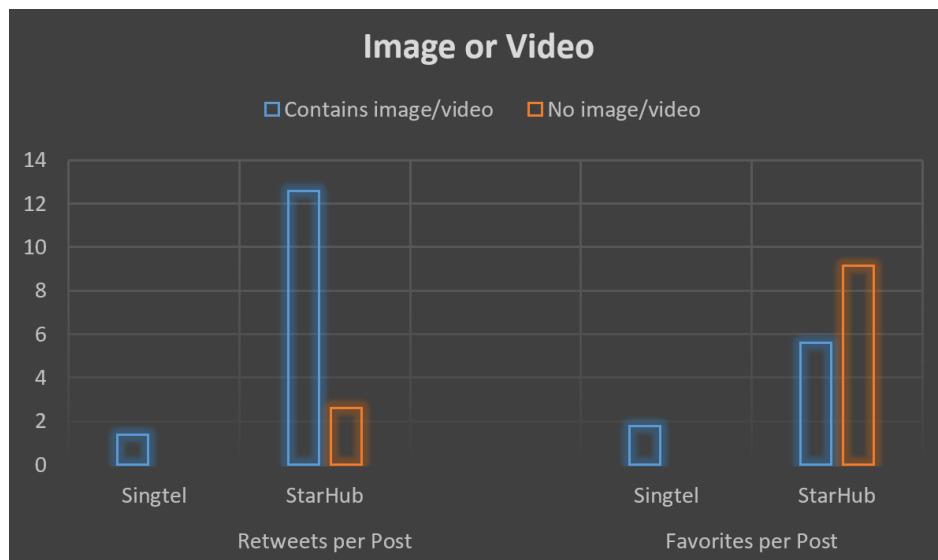 Image or Video
Contains image/video No image/video
14
12
10
8
6
4
2
0
Singtel StarHub Singtel StarHub
Retweets per Post Favorites per Post